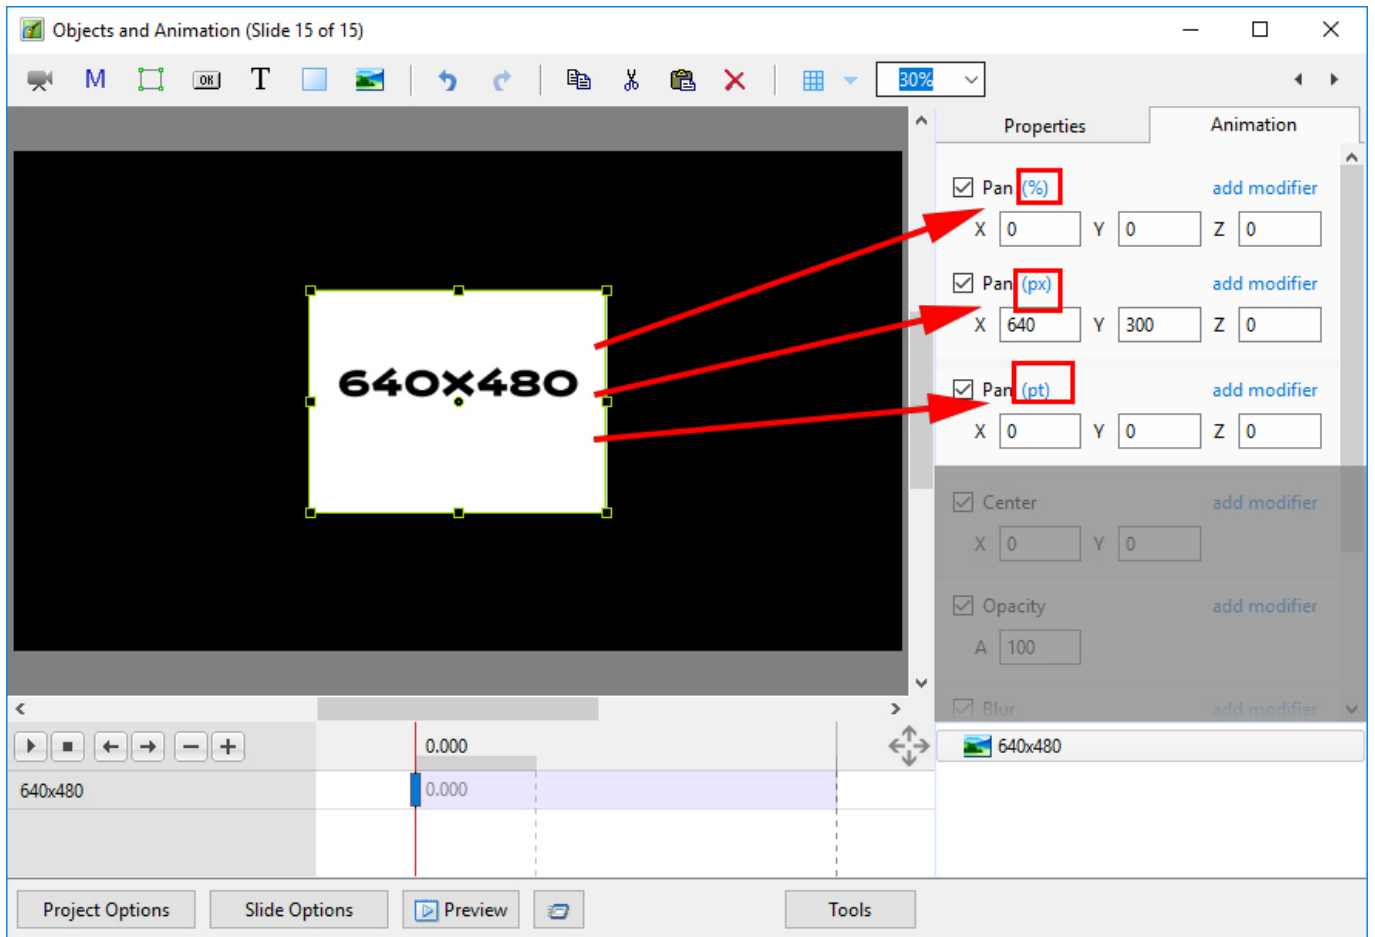 Objects and Animation (Slide 15 of 15)
M OK T 30%
Properties Animation
Pan (%) add modifier
X 0 Y 0 Z 0
Pan (px) add modifier
X 640 Y 300 Z 0
Pan (pt) add modifier
X 0 Y 0 Z 0
640x480
Center add modifier
X 0 Y 0
Opacity add modifier
A 100
Blur add modifier
0.000
640x480
640x480 0.000
Project Options Slide Options Preview Tools